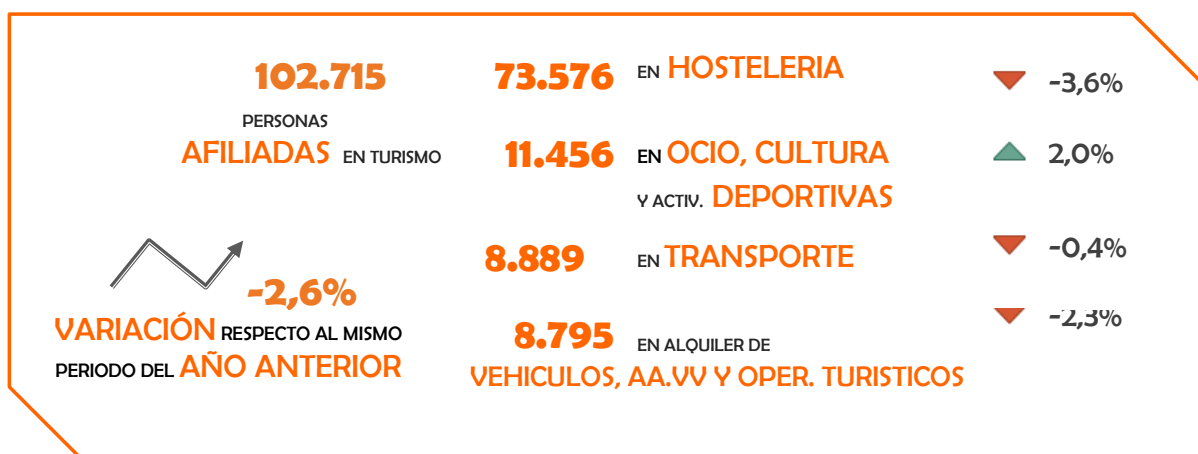 102.715
PERSONAS
AFILIADAS EN TURISMO
-2,6%
VARIACIÓN RESPECTO AL MISMO
PERIODO DEL AÑO ANTERIOR
73.576 EN HOSTELERIA -3,6%
11.456 EN OCIO, CULTURA 2,0%
Y ACTIV. DEPORTIVAS
8.889 EN TRANSPORTE -0,4%
8.795 EN ALQUILER DE -2,3%
VEHICULOS, AA.VV Y OPER. TURISTICOS